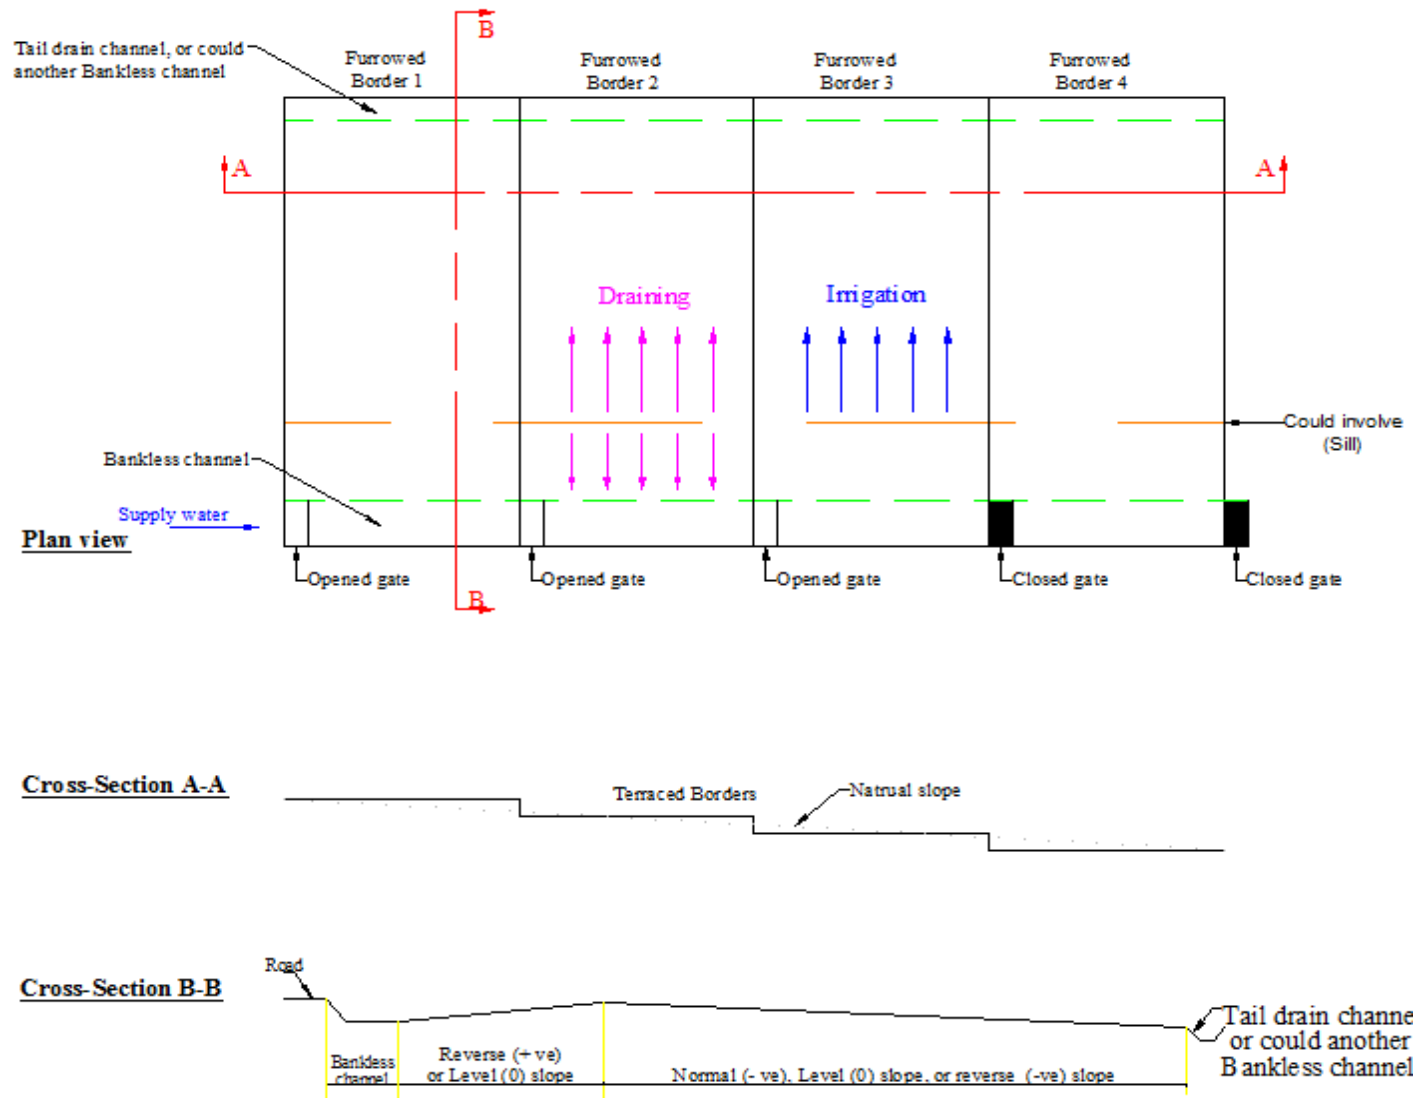 B
Tail drain channel, or could
another Bankless channel
Furrowed
Border 1
Furrowed
Border 2
Furrowed
Border 3
Furrowed
Border 4
A
A
Draining
Irrigation
Could involve
(Sill)
Bankless channel
Supply water
Plan view
Opened gate
Opened gate
Opened gate
Closed gate
Closed gate
B
Cross-Section A-A
Terraced Borders
Natrual slope
Road
Cross-Section B-B
Tail drain channe
or could another
Bankless channel
Bankless
channel
Reverse (+ ve)
or Level (0) slope
Normal (- ve), Level (0) slope, or reverse (-ve) slope